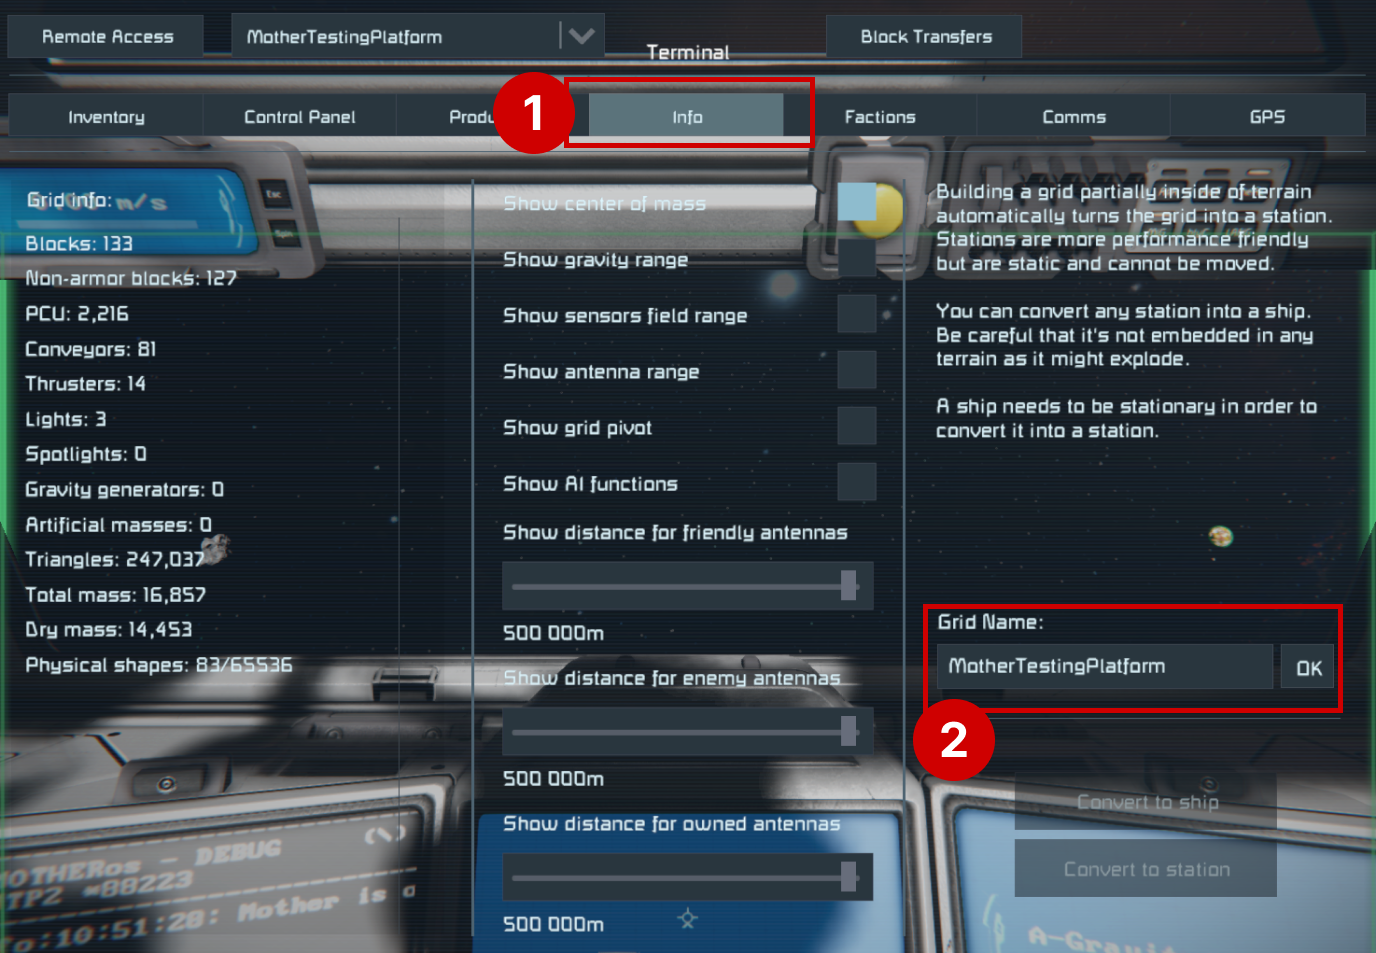 Remote Access
MotherTestingPlatform
Terminal
Block Transfers
Inventory
Control Panel
1
Info
Factions
Comms
GPS
Grid info:
m/s
Esc
Blocks: 133
Non-armor blocks: 127
PCU: 2,216
Conveyors: 81
Thrusters: 14
Lights: 3
Spotlights: 0
Gravity generators: 0
Artificial masses: 0
Triangles: 247,037
Total mass: 16,857
Dry mass: 14,453
Physical shapes: 83/65536
Show center of mass
Show gravity range
Show sensors field range
Show antenna range
Show grid pivot
Show AI functions
Show distance for friendly antennas
500 000m
Show distance for enemy antennas
500 000m
Show distance for owned antennas
500 000m
Building a grid partially inside of terrain
automatically turns the grid into a station.
Stations are more performance friendly
but are static and cannot be moved.
You can convert any station into a ship.
Be careful that it's not embedded in any
terrain as it might explode.
A ship needs to be stationary in order to
convert it into a station.
Grid Name:
MotherTestingPlatform
OK
2
Convert to ship
Convert to station
MOTHERos - DEBUG
88223
10:51:28: Mother is